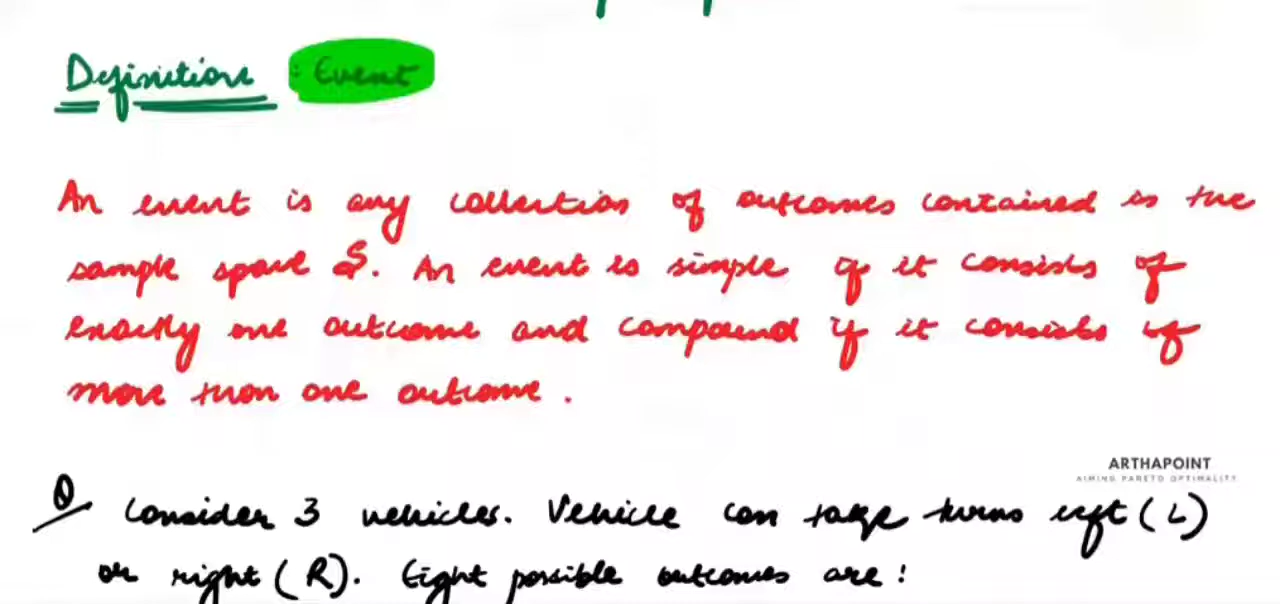 Definition : Event
An event is any collection of outcomes contained in the
sample space S. An event is simple if it consists of
exactly one outcome and compound if it consists of
more than one outcome.
ARTHAPOINT
AIMING PARETO OPTIMALITY
Q Consider 3 vehicles. Vehicle can take turns left (L)
or right (R). Eight possible outcomes are :